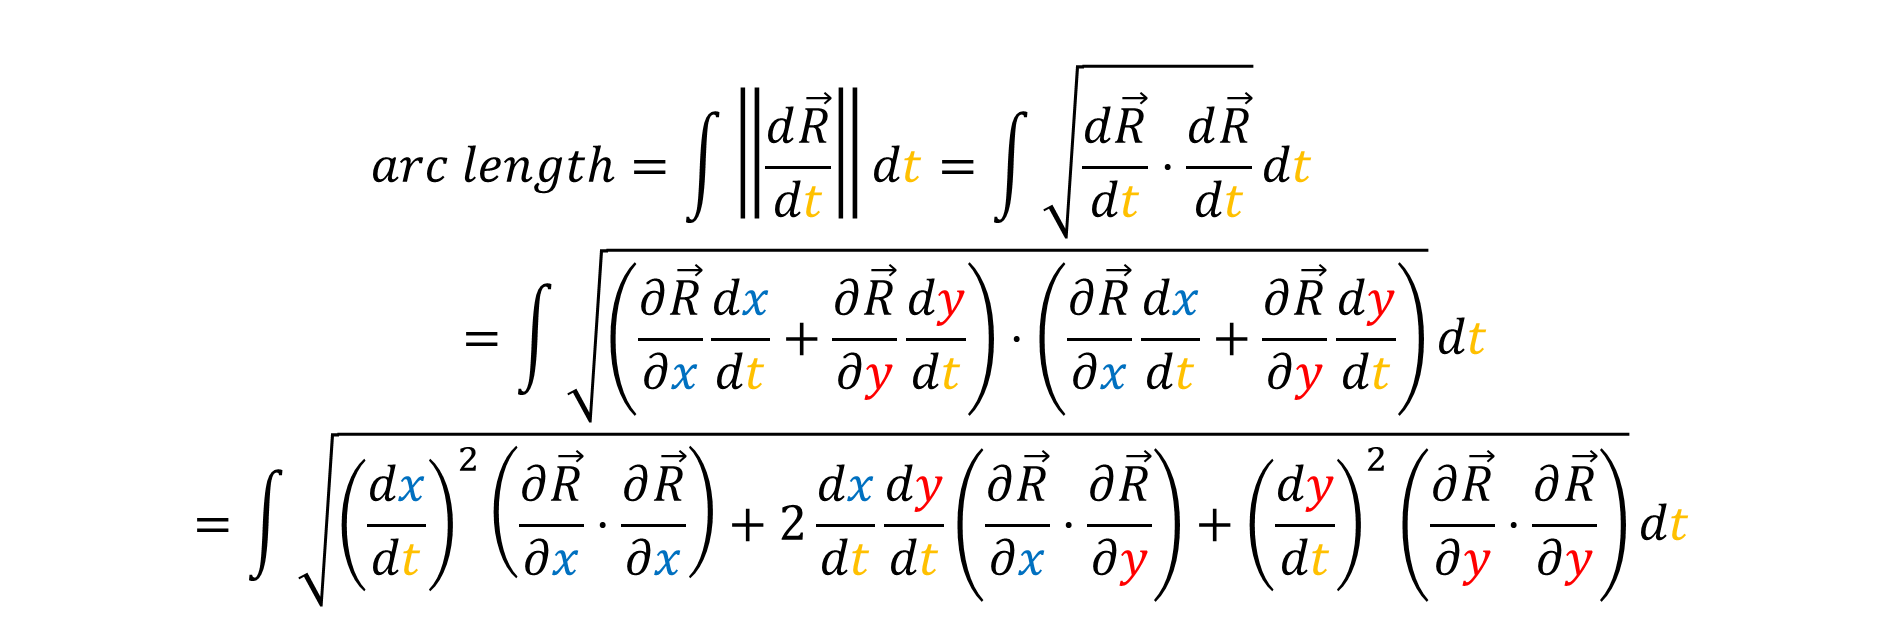 arc length = ∫ ‖dR⃗/dt‖ dt = ∫ √(dR⃗/dt · dR⃗/dt) dt
= ∫ √((∂R⃗/∂x dx/dt + ∂R⃗/∂y dy/dt) · (∂R⃗/∂x dx/dt + ∂R⃗/∂y dy/dt)) dt
= ∫ √((dx/dt)² (∂R⃗/∂x · ∂R⃗/∂x) + 2 dx/dt dy/dt (∂R⃗/∂x · ∂R⃗/∂y) + (dy/dt)² (∂R⃗/∂y · ∂R⃗/∂y)) dt